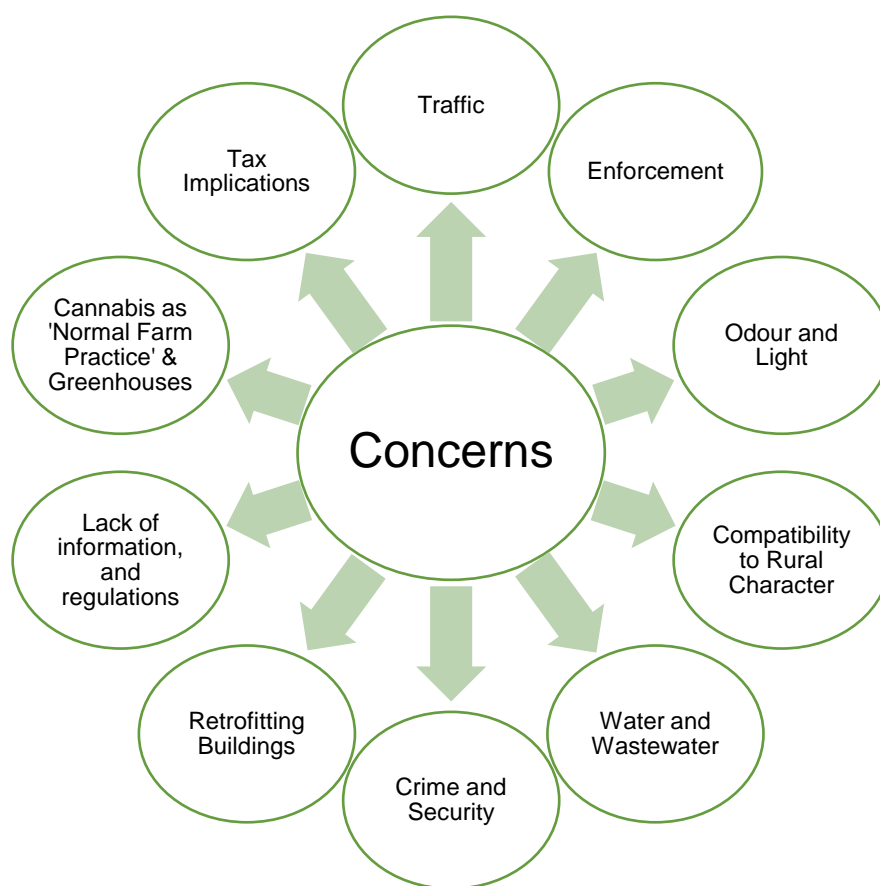 Traffic
Enforcement
Odour and
Light
Compatibility
to Rural
Character
Water and
Wastewater
Crime and
Security
Retrofitting
Buildings
Lack of
information,
and
regulations
Cannabis as
'Normal Farm
Practice' &
Greenhouses
Tax
Implications
Concerns